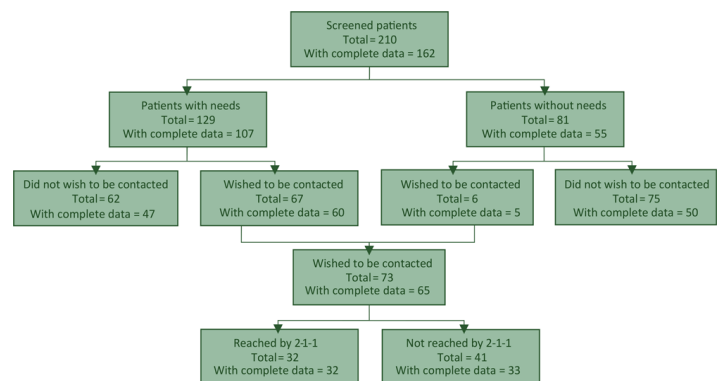 Screened patients
Total = 210
With complete data = 162
Patients with needs
Total = 129
With complete data = 107
Patients without needs
Total = 81
With complete data = 55
Did not wish to be contacted
Total = 62
With complete data = 47
Wished to be contacted
Total = 67
With complete data = 60
Wished to be contacted
Total = 6
With complete data = 5
Did not wish to be contacted
Total = 75
With complete data = 50
Wished to be contacted
Total = 73
With complete data = 65
Reached by 2-1-1
Total = 32
With complete data = 32
Not reached by 2-1-1
Total = 41
With complete data = 33